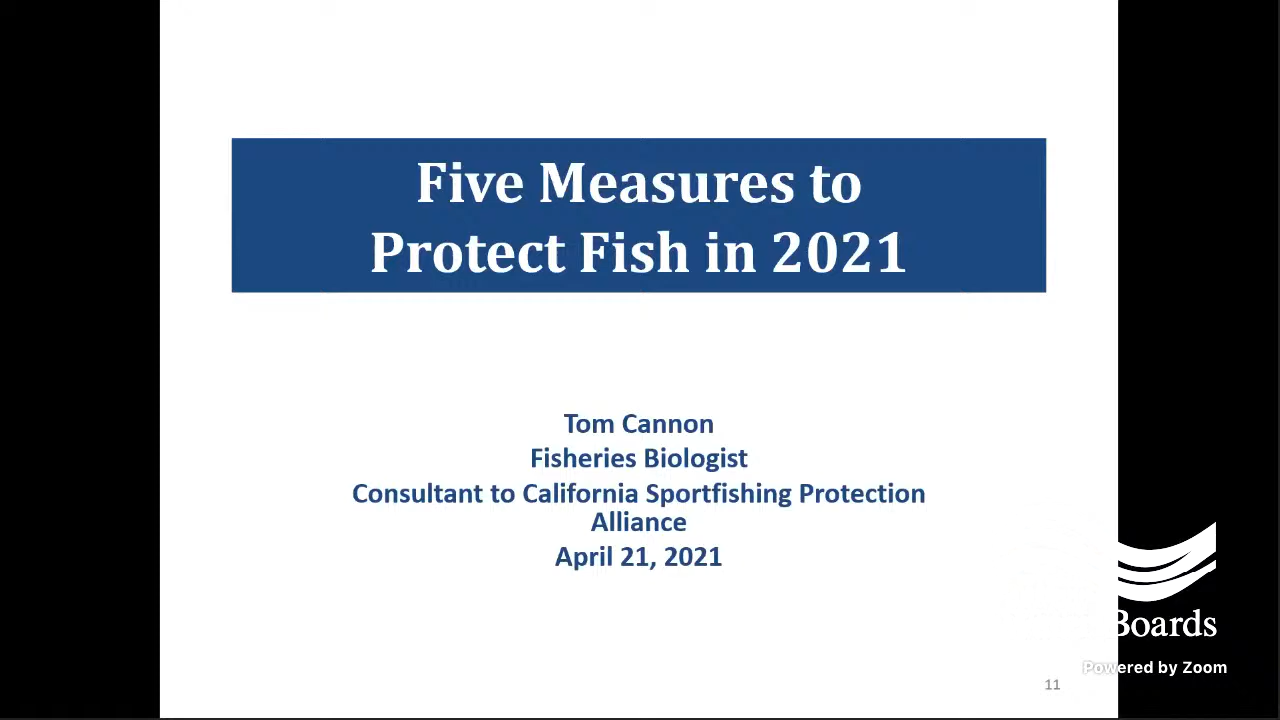 Five Measures to
Protect Fish in 2021
Tom Cannon
Fisheries Biologist
Consultant to California Sportfishing Protection
Alliance
April 21, 2021
Boards
Powered by Zoom
11